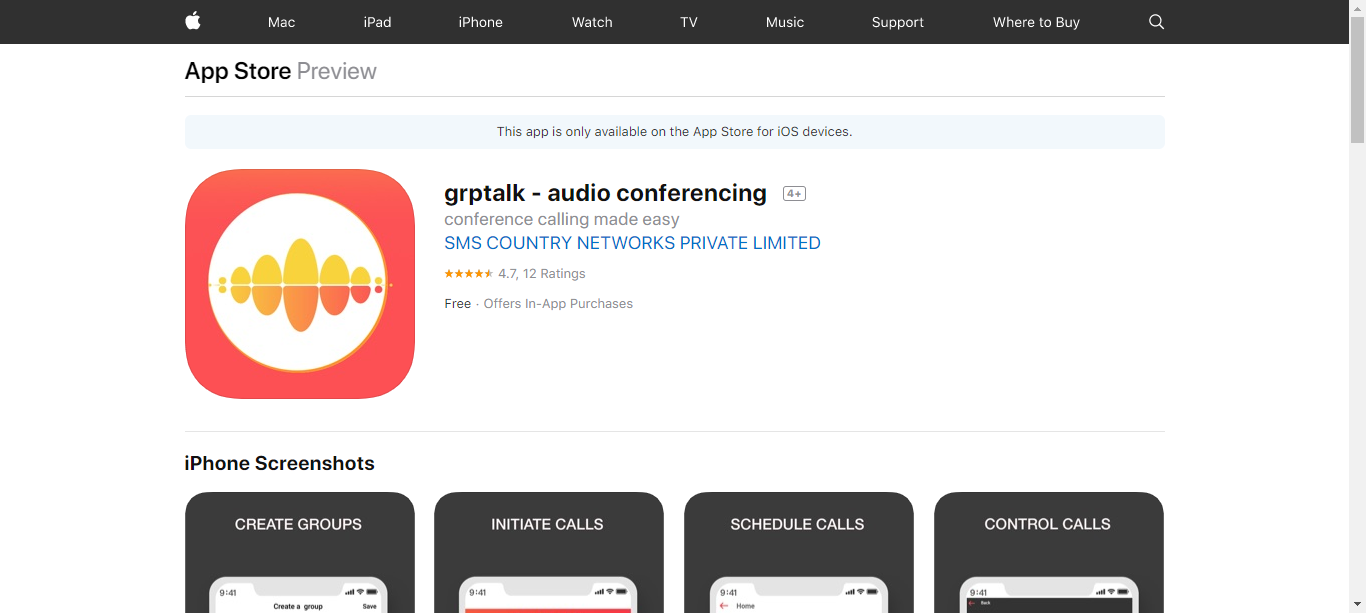 Mac iPad iPhone Watch TV Music Support Where to Buy
App Store Preview
This app is only available on the App Store for iOS devices.
grptalk - audio conferencing 4+
conference calling made easy
SMS COUNTRY NETWORKS PRIVATE LIMITED
4.7, 12 Ratings
Free · Offers In-App Purchases
iPhone Screenshots
CREATE GROUPS INITIATE CALLS SCHEDULE CALLS CONTROL CALLS
9:41 9:41 9:41 9:41
Create a group Save Home Back